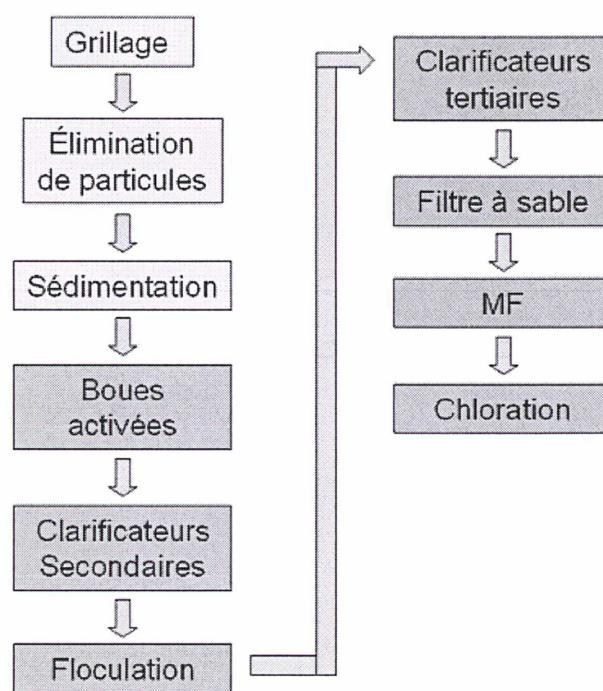 Grillage
Élimination
de particules
Sédimentation
Boues
activées
Clarificateurs
Secondaires
Floculation
Clarificateurs
tertiaires
Filtre à sable
MF
Chloration